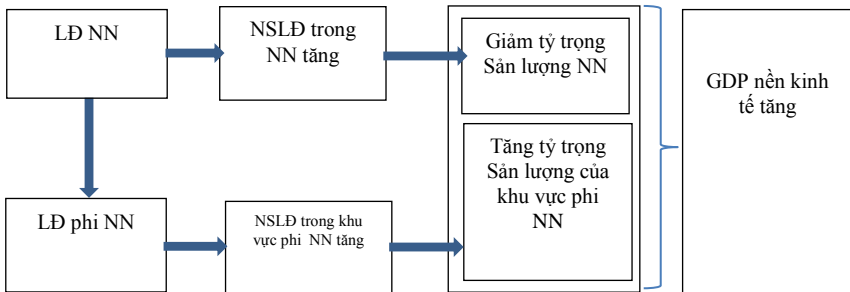 LĐ NN
NSLĐ trong
NN tăng
Giảm tỷ trọng
Sản lượng NN
GDP nền kinh
tế tăng
Tăng tỷ trọng
Sản lượng của
khu vực phi
NN
LĐ phi NN
NSLĐ trong khu
vực phi NN tăng